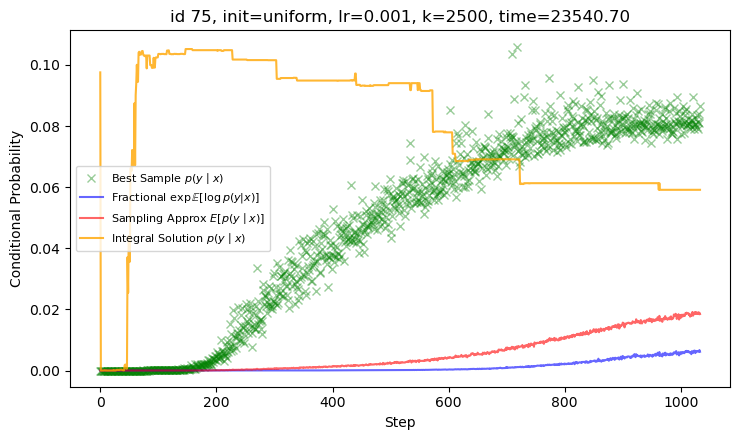 id 75, init=uniform, lr=0.001, k=2500, time=23540.70
Conditional Probability
0.10
0.08
0.06
0.04
0.02
0.00
Best Sample p(y | x)
Fractional exp𝔼[log p(y|x)]
Sampling Approx E[p(y | x)]
Integral Solution p(y | x)
0 200 400 600 800 1000
Step